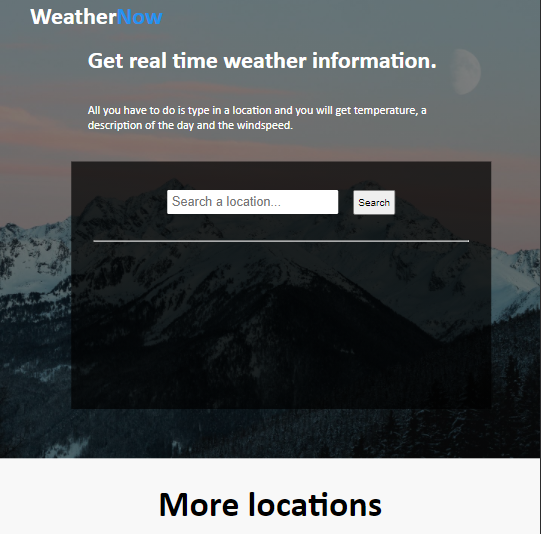 WeatherNow
Get real time weather information.
All you have to do is type in a location and you will get temperature, a
description of the day and the windspeed.
Search a location... Search
More locations